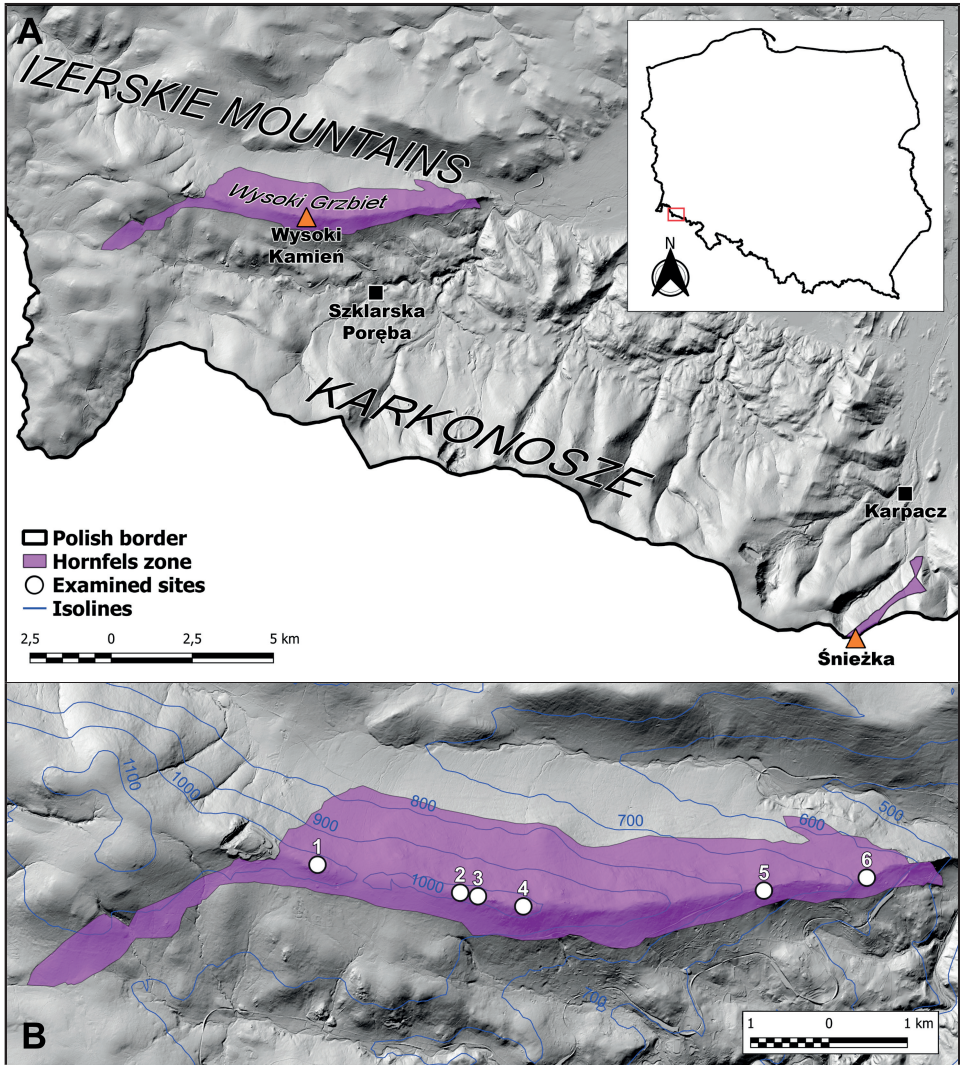 A
IZERSKIE MOUNTAINS
Wysoki Grzbiet
Wysoki
Kamień
Szklarska
Poręba
KARKONOSZE
Karpacz
Śnieżka
N
Polish border
Hornfels zone
Examined sites
Isolines
2,5 0 2,5 5 km
1100
1000
900
800
700
600
500
1
2
3
4
5
6
1000
700
B
1 0 1 km